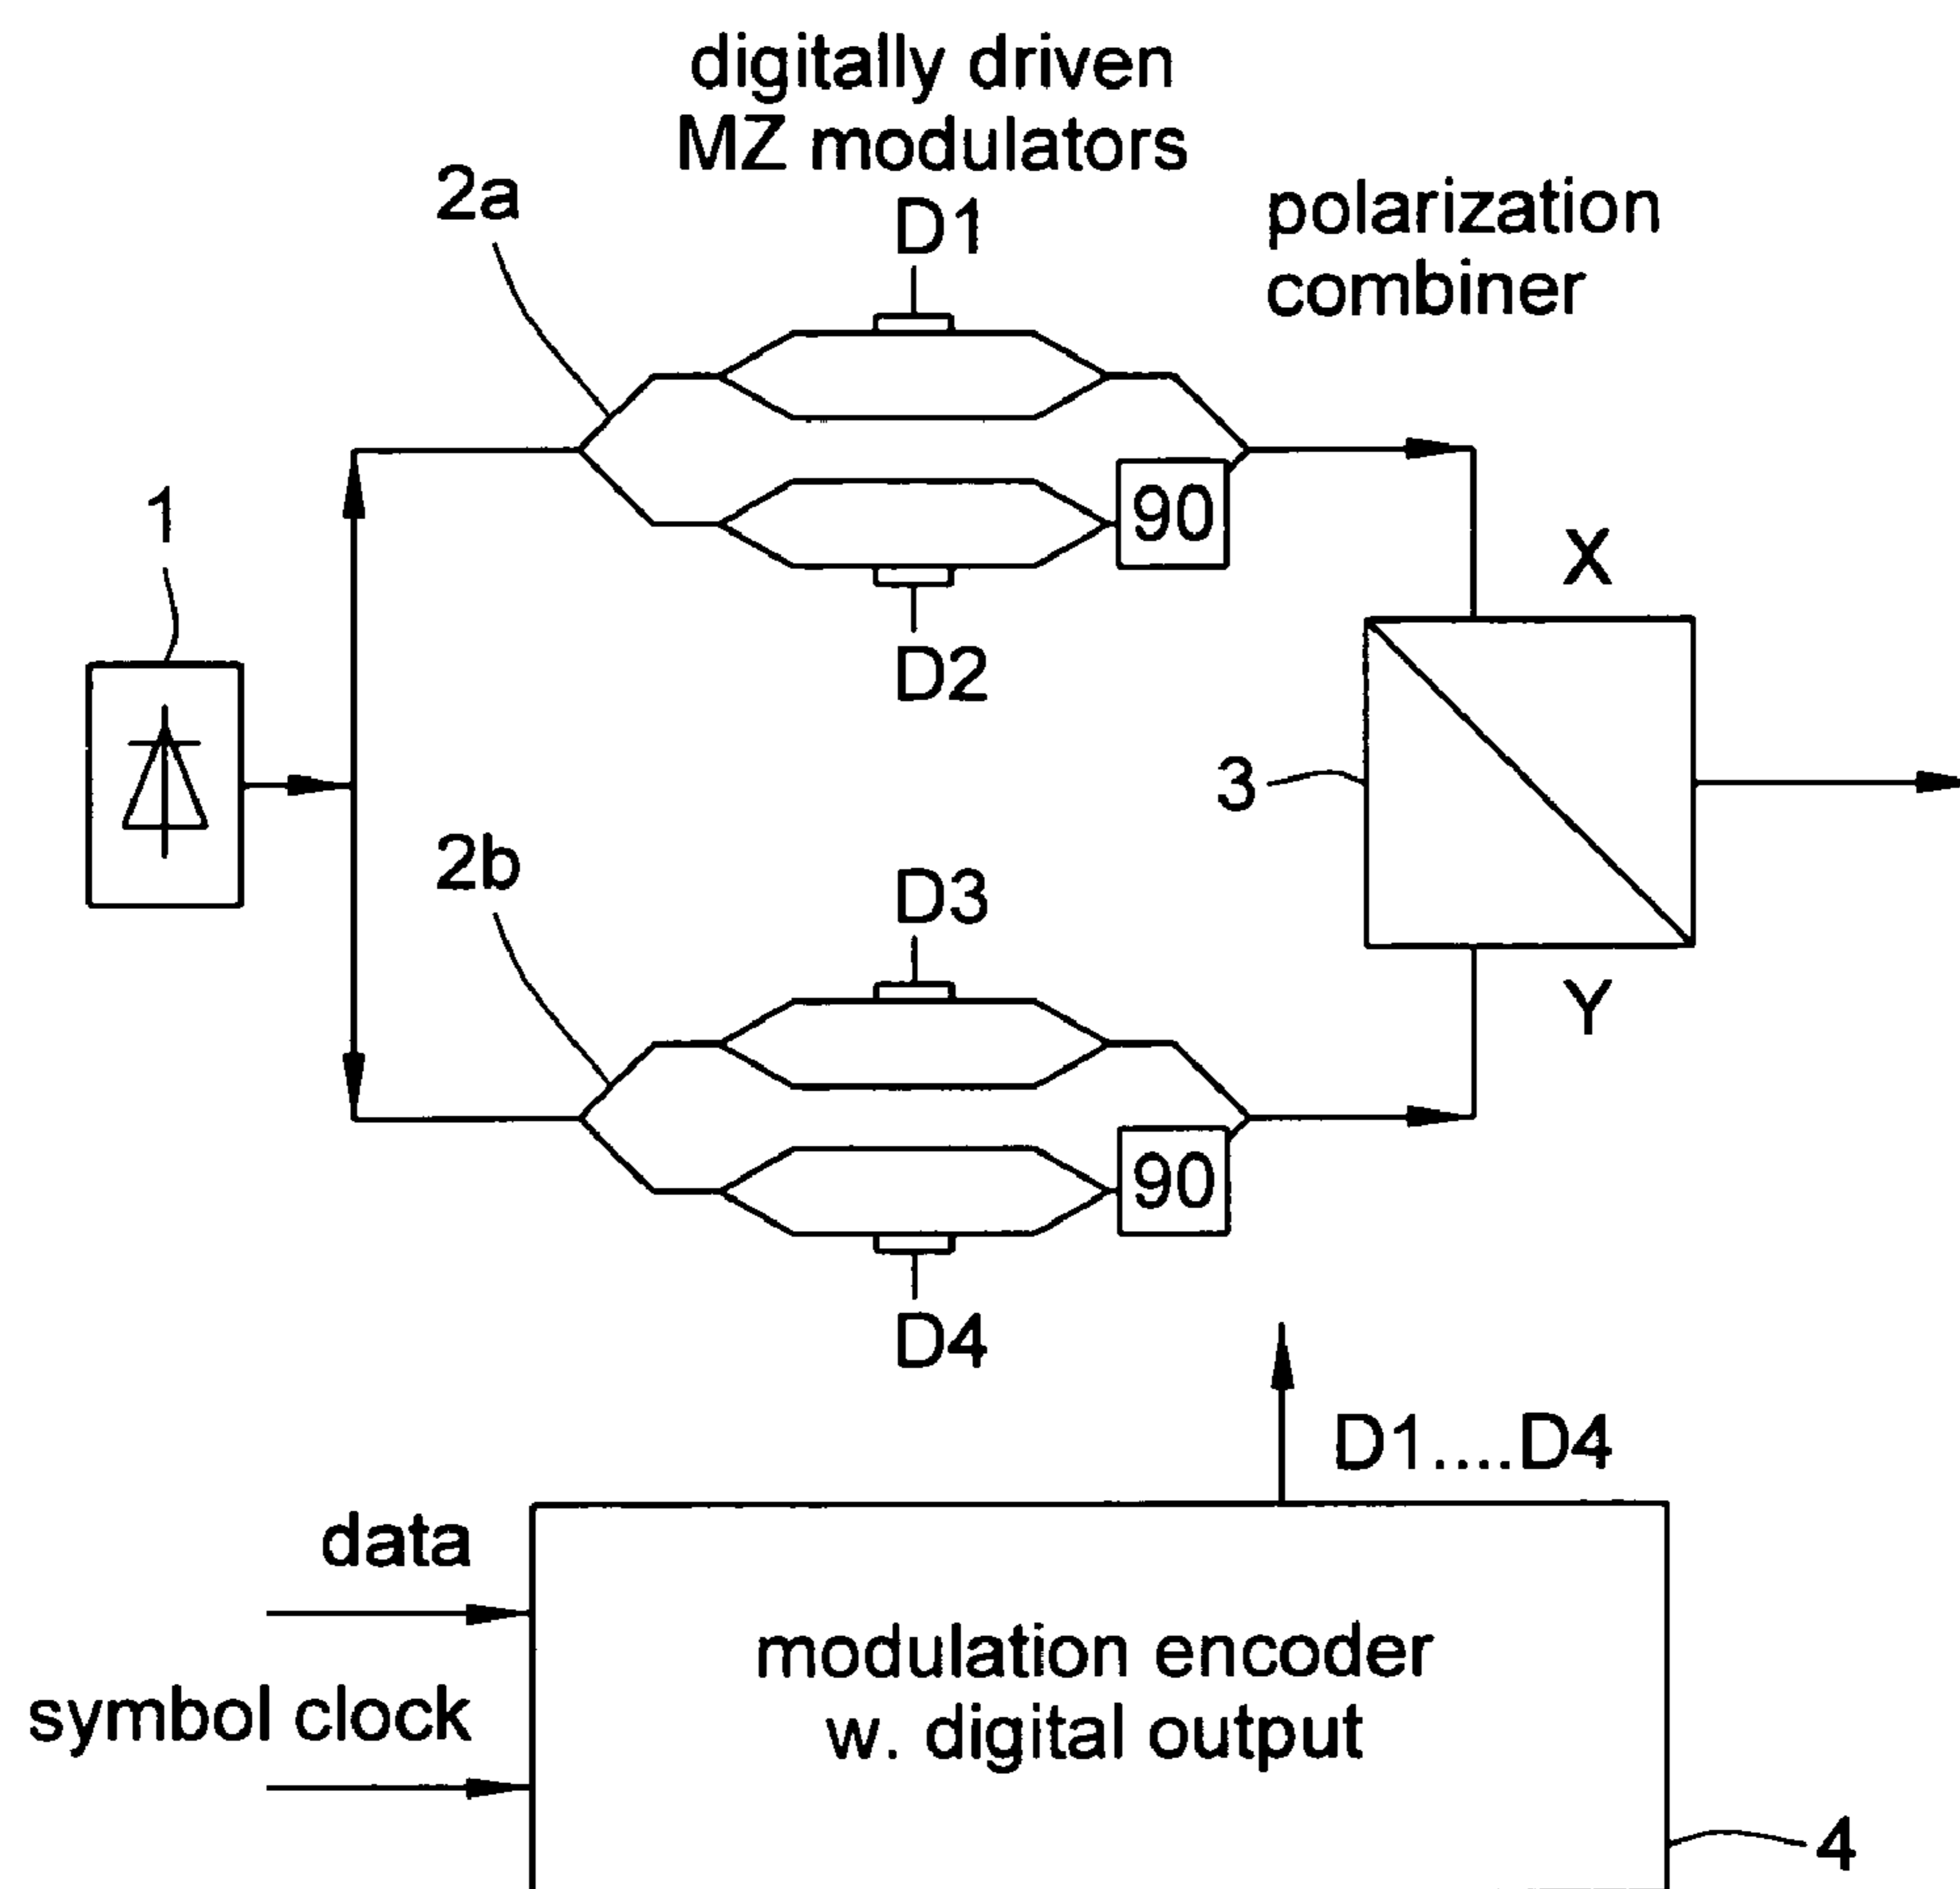 digitally driven
MZ modulators
2a
D1
polarization
combiner
1
90
X
D2
3
2b
D3
Y
90
D4
D1....D4
data
modulation encoder
symbol clock
w. digital output
4